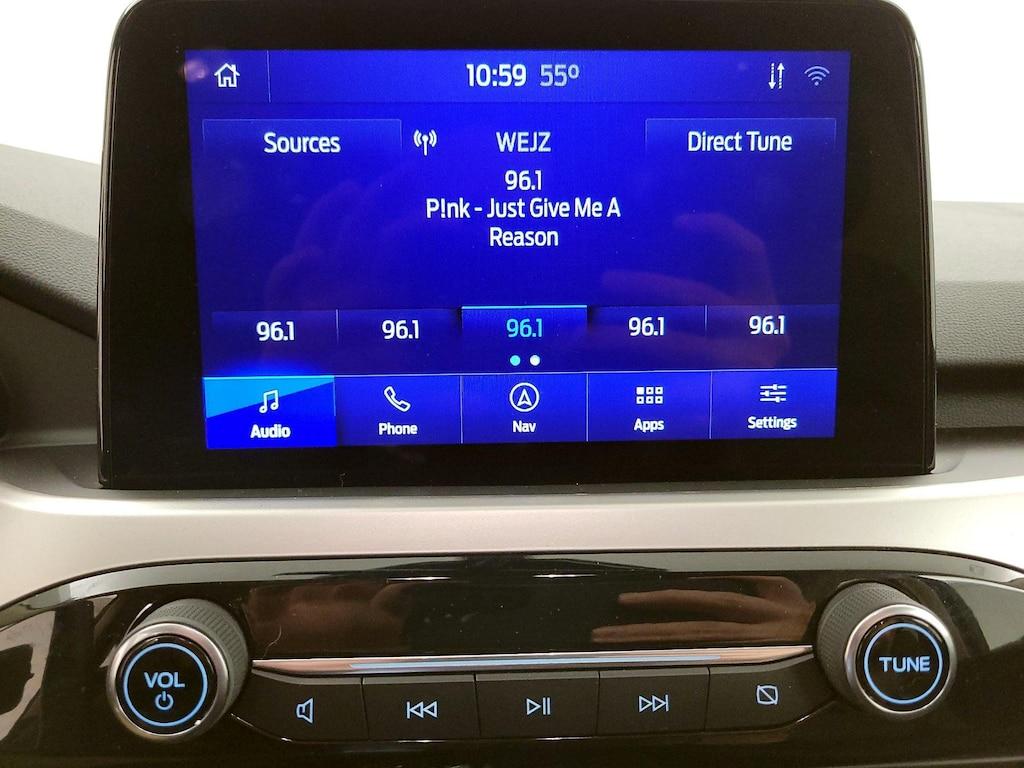 10:59 55°
Sources
WEJZ
Direct Tune
96.1
P!nk - Just Give Me A
Reason
96.1 96.1 96.1 96.1 96.1
Audio Phone Nav Apps Settings
VOL
TUNE